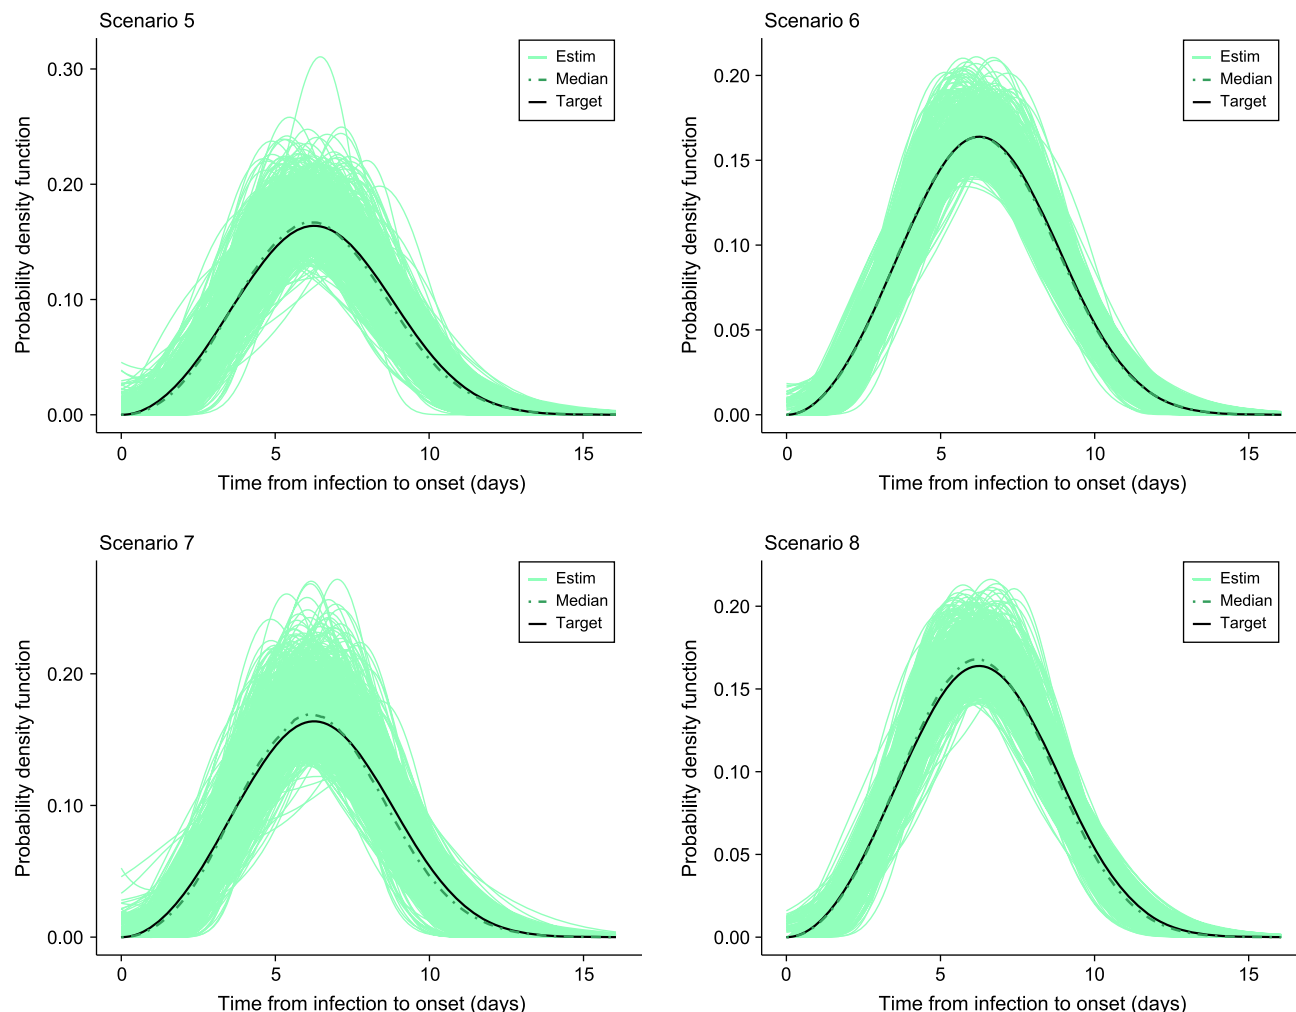 Scenario 5
Estim
Median
Target
0.30
0.20
0.10
0.00
Probability density function
0 5 10 15
Time from infection to onset (days)
Scenario 6
Estim
Median
Target
0.20
0.15
0.10
0.05
0.00
Probability density function
0 5 10 15
Time from infection to onset (days)
Scenario 7
Estim
Median
Target
0.20
0.10
0.00
Probability density function
0 5 10 15
Time from infection to onset (days)
Scenario 8
Estim
Median
Target
0.20
0.15
0.10
0.05
0.00
Probability density function
0 5 10 15
Time from infection to onset (days)